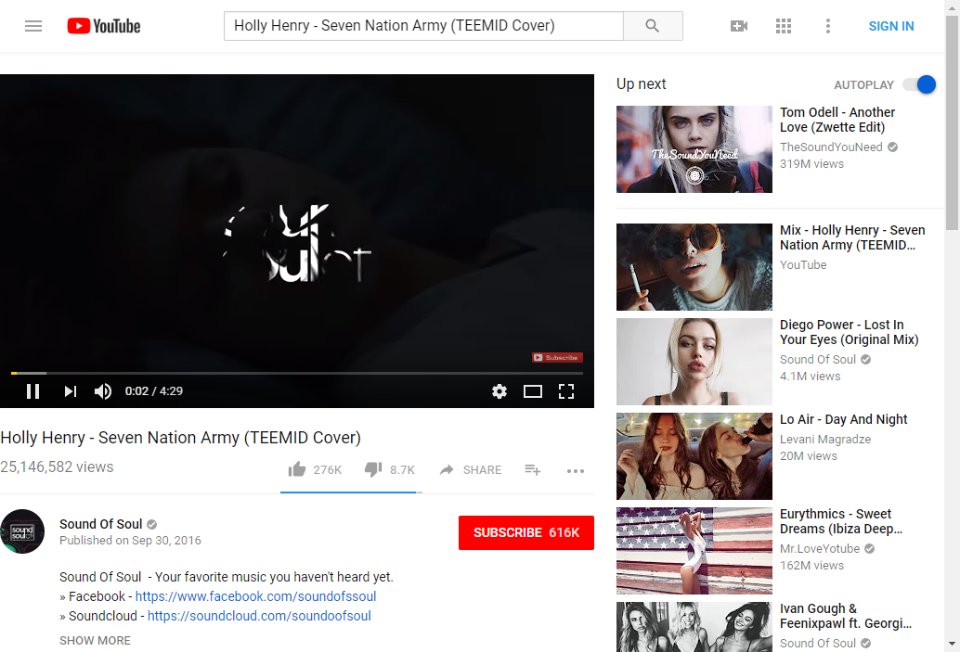 YouTube
Holly Henry - Seven Nation Army (TEEMID Cover)
SIGN IN
Subscribe
0:02 / 4:29
Holly Henry - Seven Nation Army (TEEMID Cover)
25,146,582 views
276K
8.7K
SHARE
sound
soulof
Sound Of Soul
Published on Sep 30, 2016
SUBSCRIBE 616K
Sound Of Soul - Your favorite music you haven't heard yet.
» Facebook - https://www.facebook.com/soundofssoul
» Soundcloud - https://soundcloud.com/soundoofsoul
SHOW MORE
Up next
AUTOPLAY
TheSoundYouNeed
Tom Odell - Another
Love (Zwette Edit)
TheSoundYouNeed
319M views
Mix - Holly Henry - Seven
Nation Army (TEEMID...
YouTube
Diego Power - Lost In
Your Eyes (Original Mix)
Sound Of Soul
4.1M views
Lo Air - Day And Night
Levani Magradze
20M views
Eurythmics - Sweet
Dreams (Ibiza Deep...
Mr.LoveYotube
162M views
Ivan Gough &
Feenixpawl ft. Georgi...
Sound Of Soul